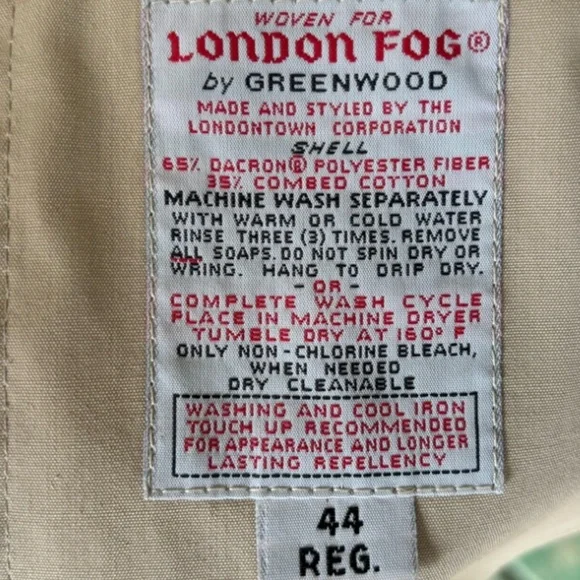 WOVEN FOR
LONDON FOG®
by GREENWOOD
MADE AND STYLED BY THE
LONDONTOWN CORPORATION
SHELL
65% DACRON® POLYESTER FIBER
35% COMBED COTTON
MACHINE WASH SEPARATELY
WITH WARM OR COLD WATER
RINSE THREE (3) TIMES. REMOVE
ALL SOAPS. DO NOT SPIN DRY OR
WRING. HANG TO DRIP DRY.
- OR -
COMPLETE WASH CYCLE
PLACE IN MACHINE DRYER
TUMBLE DRY AT 160° F
ONLY NON-CHLORINE BLEACH,
WHEN NEEDED
DRY CLEANABLE
WASHING AND COOL IRON
TOUCH UP RECOMMENDED
FOR APPEARANCE AND LONGER
LASTING REPELLENCY
44
REG.